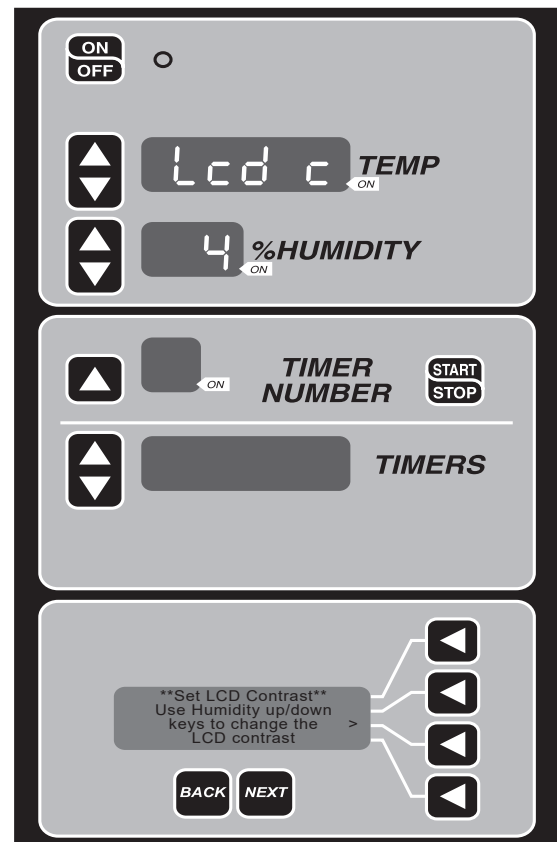 ON
OFF
Lcd c
TEMP
ON
4
%HUMIDITY
ON
TIMER
NUMBER
ON
START
STOP
TIMERS
**Set LCD Contrast**
Use Humidity up/down
keys to change the >
LCD contrast
BACK NEXT